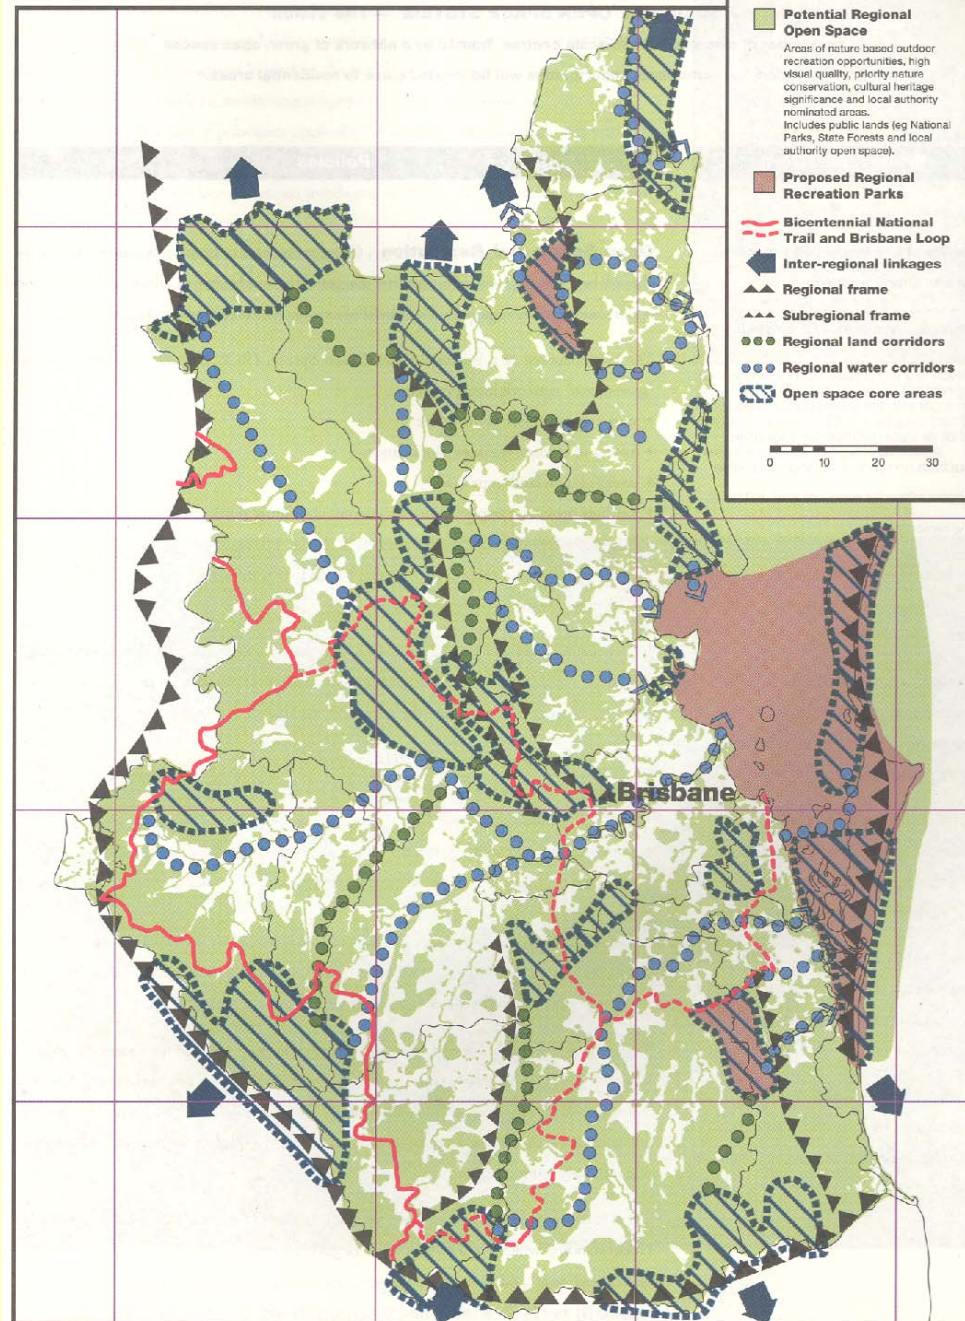 Potential Regional
Open Space
Areas of nature based outdoor
recreation opportunities, high
visual quality, priority nature
conservation, cultural heritage
significance and local authority
nominated areas.
Includes public lands (eg National
Parks, State Forests and local
authority open space).
Proposed Regional
Recreation Parks
Bicentennial National
Trail and Brisbane Loop
Inter-regional linkages
Regional frame
Subregional frame
Regional land corridors
Regional water corridors
Open space core areas
0 10 20 30
Brisbane